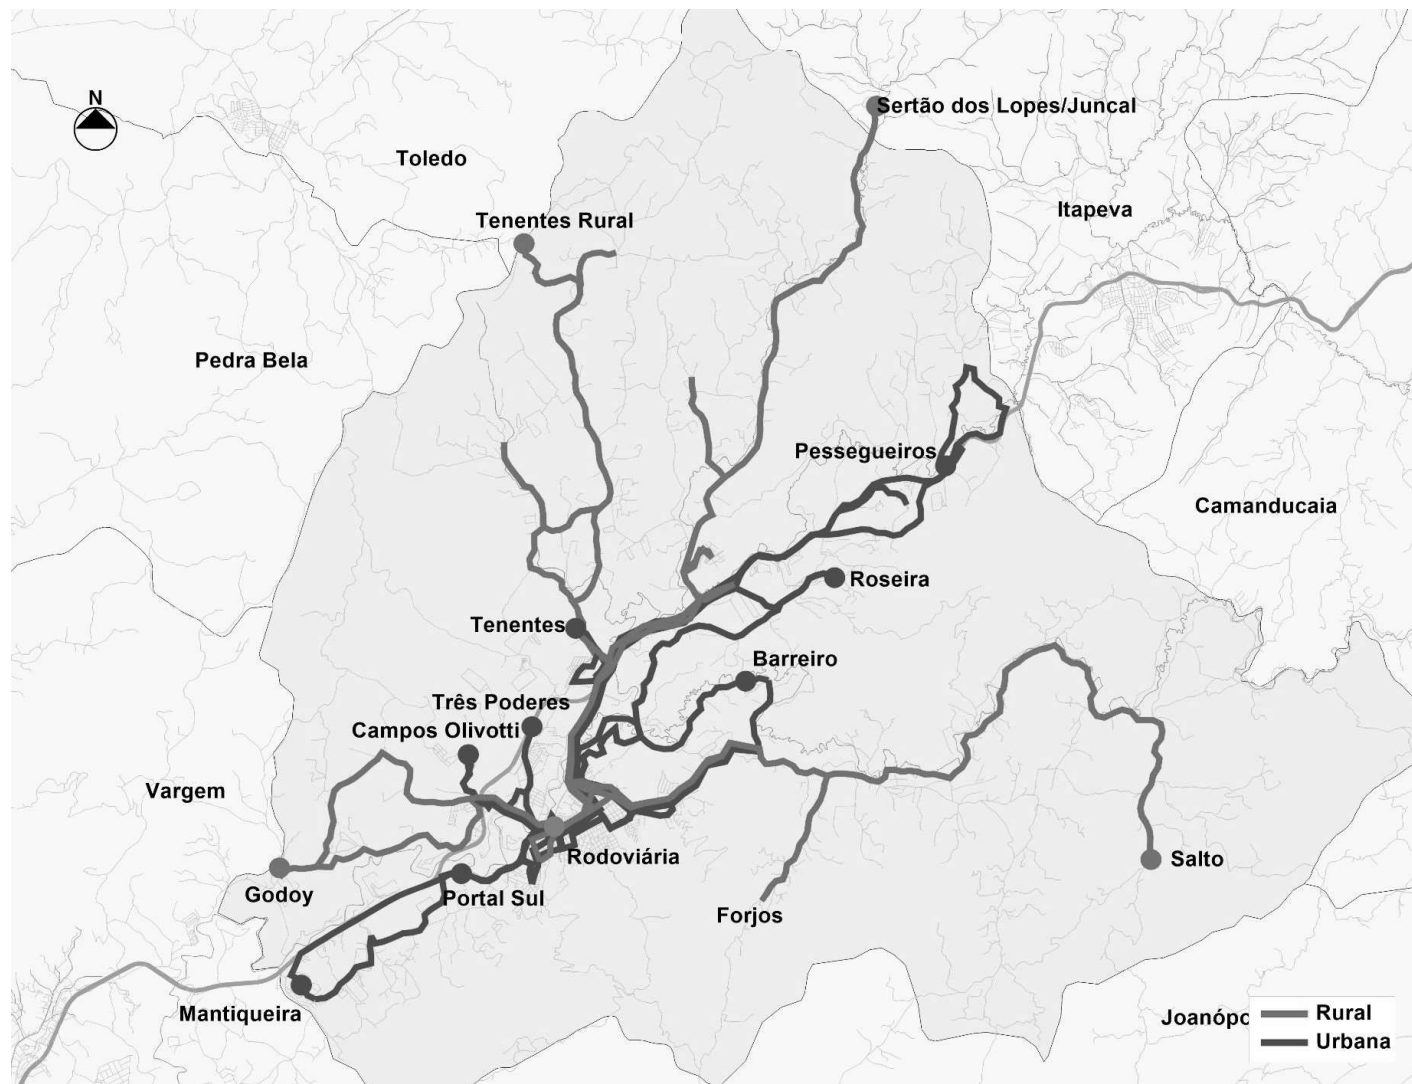 N
Sertão dos Lopes/Juncal
Toledo
Itapeva
Tenentes Rural
Pedra Bela
Pessegueiros
Camanducaia
Roseira
Tenentes
Barreiro
Três Poderes
Campos Olivotti
Vargem
Rodoviária
Salto
Godoy
Portal Sul
Forjos
Mantiqueira
Joanópo
Rural
Urbana